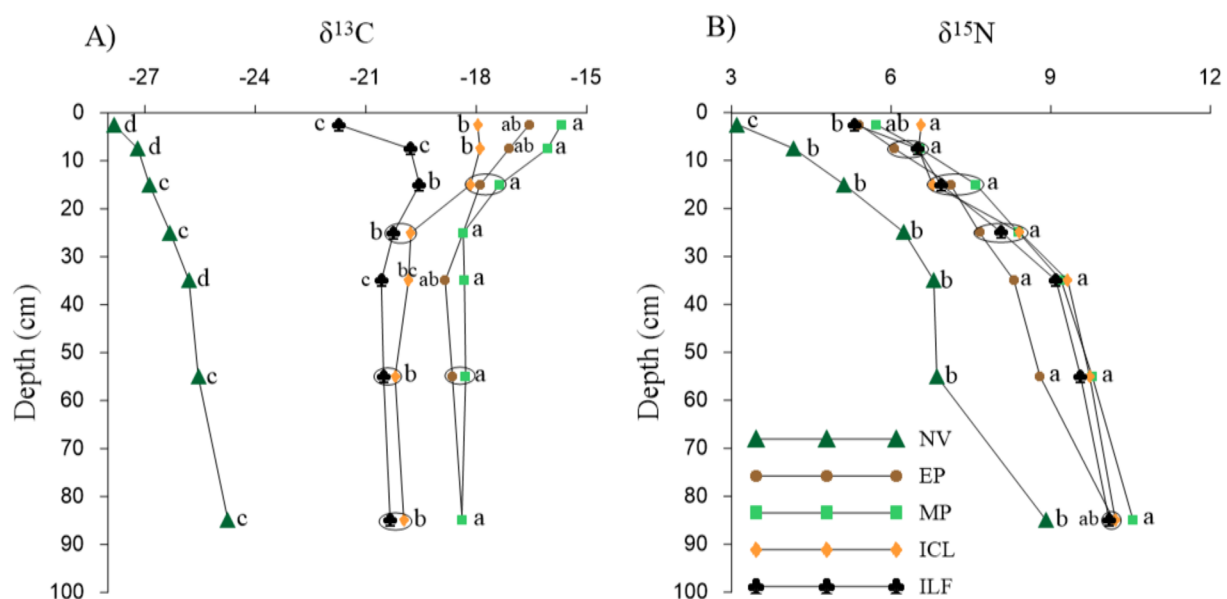 A) δ¹³C
-27 -24 -21 -18 -15
0
10
20
30
40
50
60
70
80
90
100
Depth (cm)
d c b ab a
d c b ab a
c b a
c b a
d c bc ab a
c b a
c b a
B) δ¹⁵N
3 6 9 12
0
10
20
30
40
50
60
70
80
90
100
Depth (cm)
c b ab a
b a
b a
b a
b a a
b a a
b ab a
NV
EP
MP
ICL
ILF